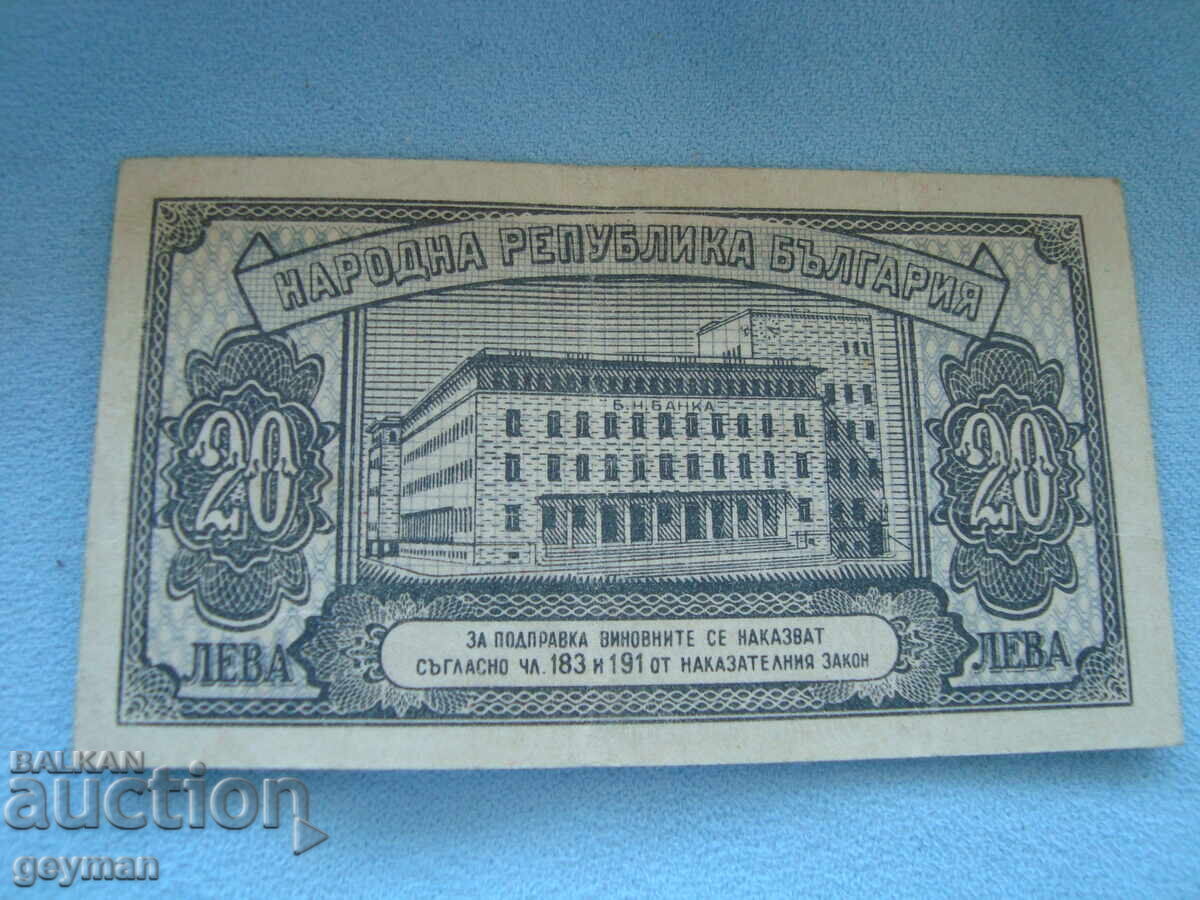 НАРОДНА РЕПУБЛИКА БЪЛГАРИЯ
Б.Н.БАНКА
20 20
ЛЕВА ЛЕВА
ЗА ПОДПРАВКА ВИНОВНИТЕ СЕ НАКАЗВАТ
СЪГЛАСНО ЧЛ. 183 И 191 ОТ НАКАЗАТЕЛНИЯ ЗАКОН
BALKAN
auction
geyman